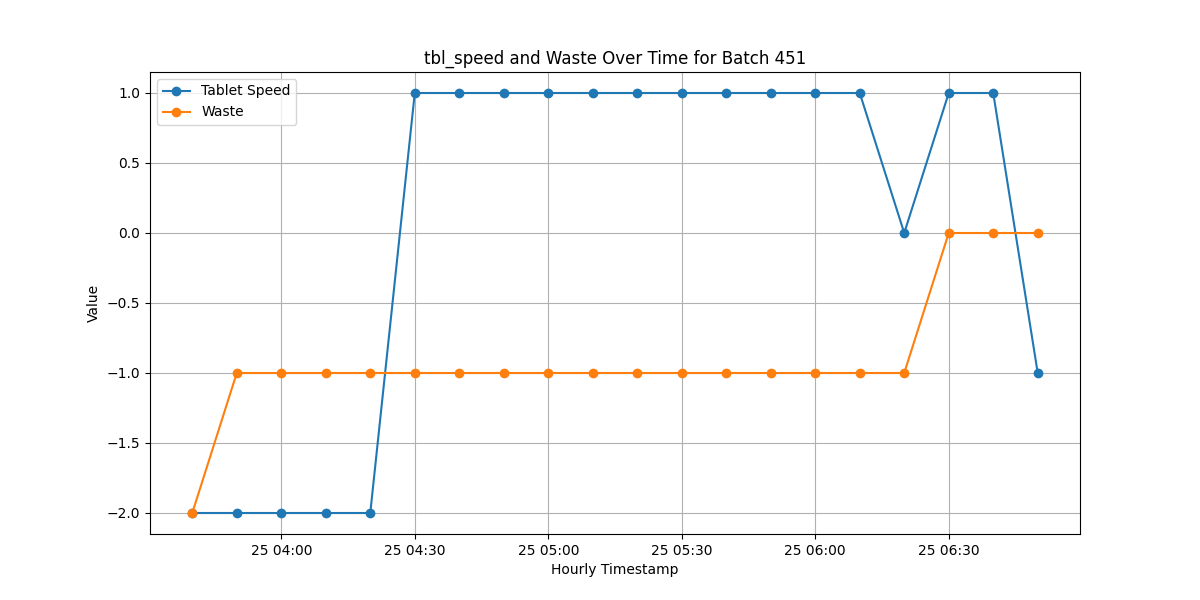 tbl_speed and Waste Over Time for Batch 451
Tablet Speed
Waste
1.0
0.5
0.0
−0.5
−1.0
−1.5
−2.0
Value
25 04:00 25 04:30 25 05:00 25 05:30 25 06:00 25 06:30
Hourly Timestamp